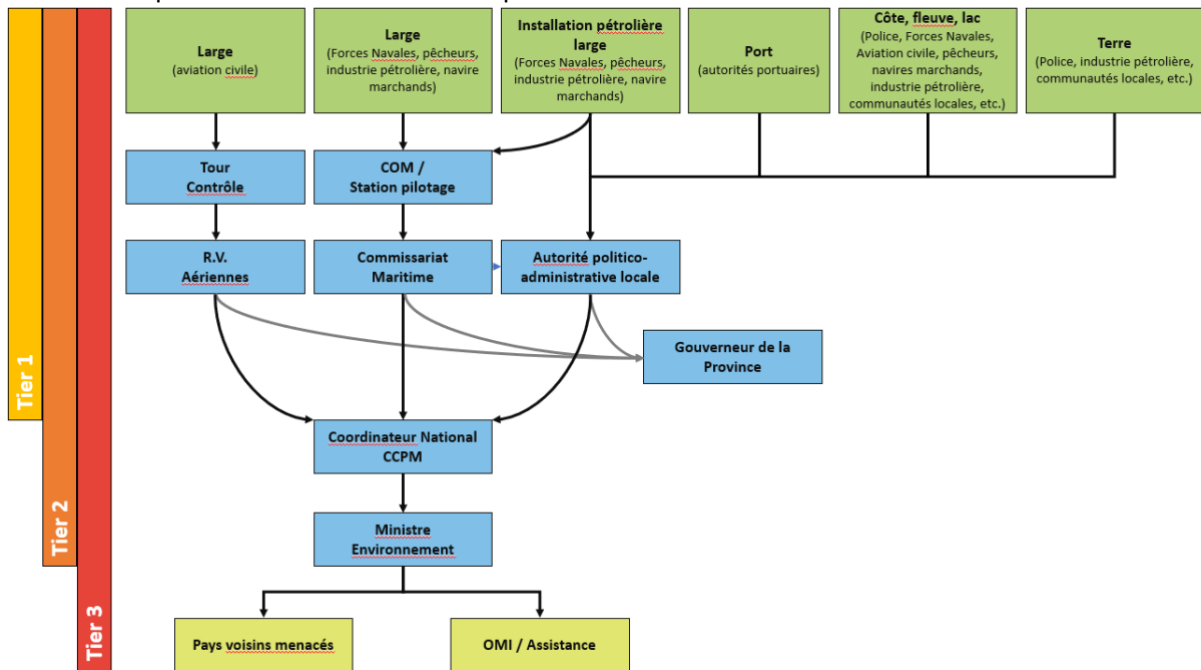 Large
(aviation civile)
Large
(Forces Navales, pêcheurs,
industrie pétrolière, navire
marchands)
Installation pétrolière
large
(Forces Navales, pêcheurs,
industrie pétrolière, navire
marchands)
Port
(autorités portuaires)
Côte, fleuve, lac
(Police, Forces Navales,
Aviation civile, pêcheurs,
navires marchands,
industrie pétrolière,
communautés locales, etc.)
Terre
(Police, industrie pétrolière,
communautés locales, etc.)
Tour
Contrôle
COM /
Station pilotage
R.V.
Aériennes
Commissariat
Maritime
Autorité politico-
administrative locale
Gouverneur de la
Province
Tier 1
Coordinateur National
CCPM
Tier 2
Ministre
Environnement
Tier 3
Pays voisins menacés
OMI / Assistance